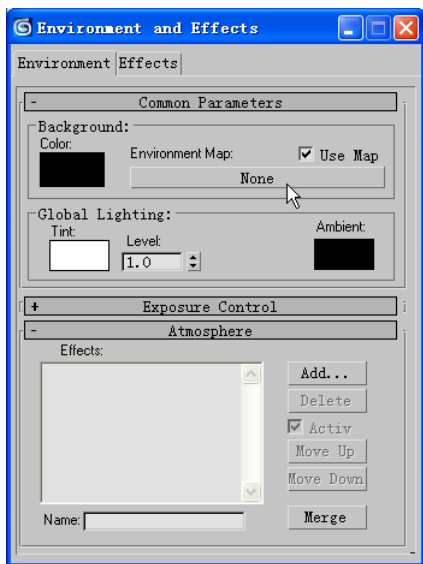 Environment and Effects
Environment Effects
- Common Parameters
Background:
Color:
Environment Map:
Use Map
None
Global Lighting:
Tint:
Level:
1.0
Ambient:
+ Exposure Control
- Atmosphere
Effects:
Add...
Delete
Activ
Move Up
Move Down
Name:
Merge